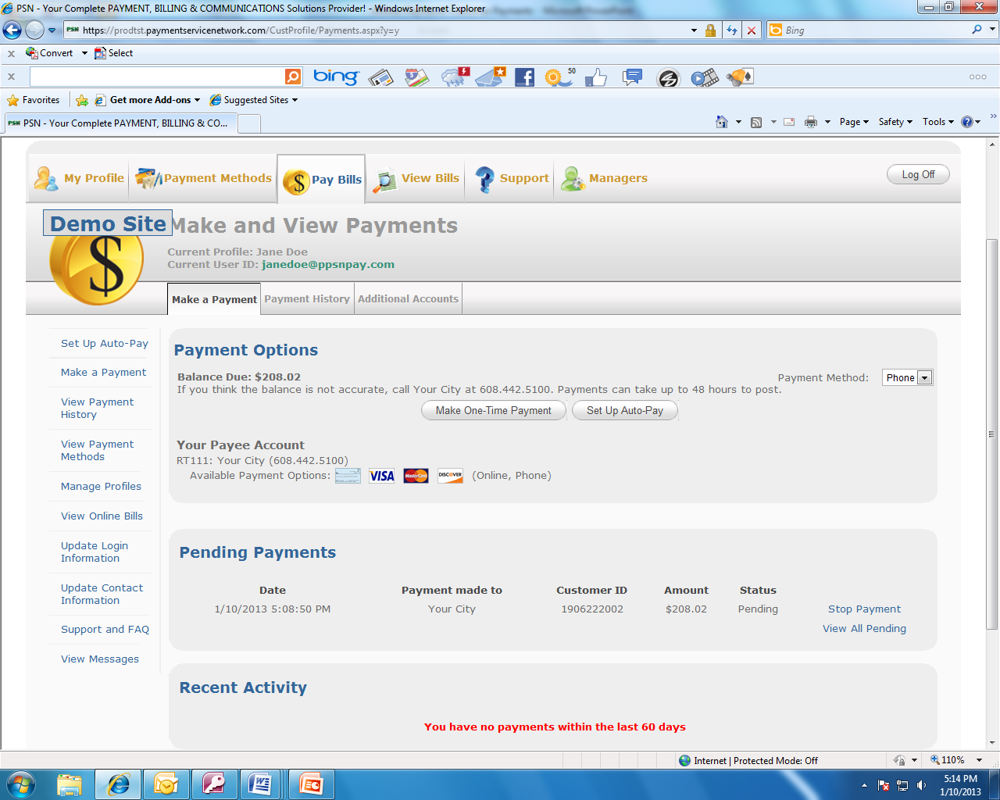 PSN - Your Complete PAYMENT, BILLING & COMMUNICATIONS Solutions Provider! - Windows Internet Explorer
https://prodtst.paymentservicenetwork.com/CustProfile/Payments.aspx?y=y
Bing
x Convert Select
x bing 50
Favorites Get more Add-ons Suggested Sites
PSN PSN - Your Complete PAYMENT, BILLING & CO...
Page Safety Tools
My Profile Payment Methods Pay Bills View Bills Support Managers
Log Off
Demo Site Make and View Payments
Current Profile: Jane Doe
Current User ID: janedoe@ppsnpay.com
Make a Payment Payment History Additional Accounts
Set Up Auto-Pay
Make a Payment
View Payment
History
View Payment
Methods
Manage Profiles
View Online Bills
Update Login
Information
Update Contact
Information
Support and FAQ
View Messages
Payment Options
Balance Due: $208.02
Payment Method: Phone
If you think the balance is not accurate, call Your City at 608.442.5100. Payments can take up to 48 hours to post.
Make One-Time Payment Set Up Auto-Pay
Your Payee Account
RT111: Your City (608.442.5100)
Available Payment Options: VISA MasterCard DISCOVER (Online, Phone)
Pending Payments
Date Payment made to Customer ID Amount Status
1/10/2013 5:08:50 PM Your City 1906222002 $208.02 Pending Stop Payment
View All Pending
Recent Activity
You have no payments within the last 60 days
Internet | Protected Mode: Off
110%
5:14 PM
1/10/2013